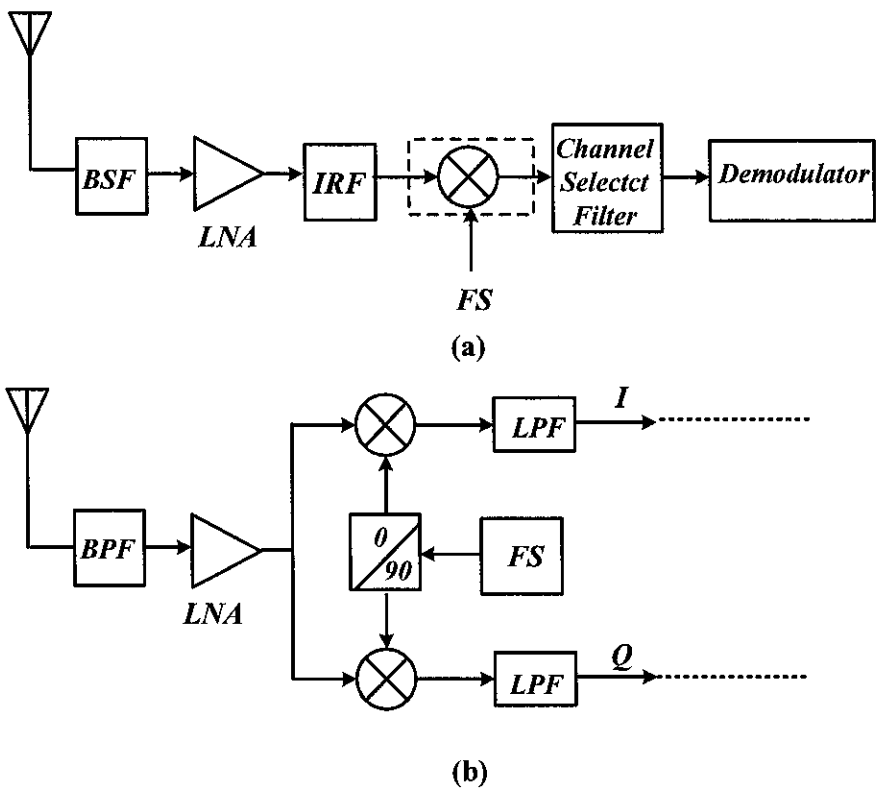 BSF
LNA
IRF
FS
Channel
Selectct
Filter
Demodulator
(a)
BPF
LNA
0
90
FS
LPF
I
LPF
Q
(b)